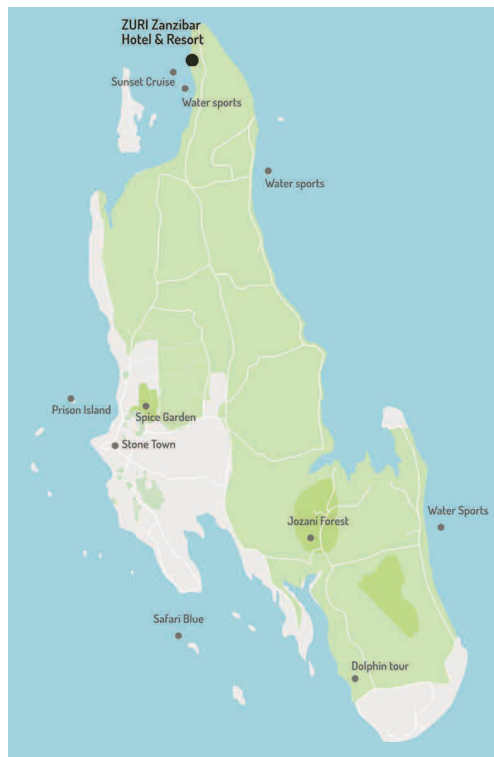 ZURI Zanzibar
Hotel & Resort
Sunset Cruise
Water sports
Water sports
Prison Island
Spice Garden
Stone Town
Water Sports
Jozani Forest
Safari Blue
Dolphin tour